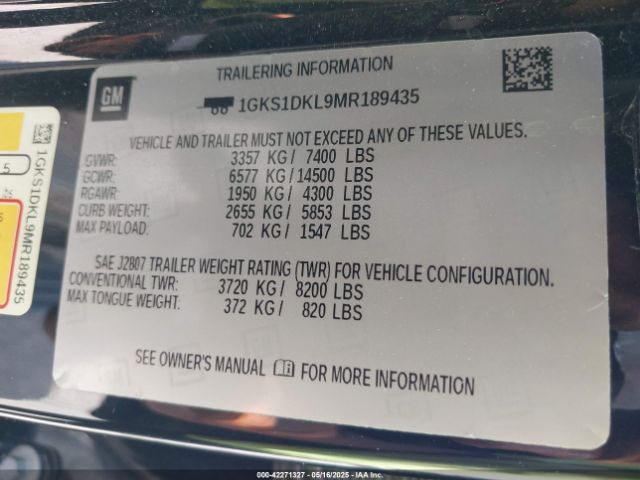 GM
TRAILERING INFORMATION
1GKS1DKL9MR189435
VEHICLE AND TRAILER MUST NOT EXCEED ANY OF THESE VALUES.
GVWR: 3357 KG/ 7400 LBS
GCWR: 6577 KG/14500 LBS
RGAWR: 1950 KG/ 4300 LBS
CURB WEIGHT: 2655 KG/ 5853 LBS
MAX PAYLOAD: 702 KG/ 1547 LBS
SAE J2807 TRAILER WEIGHT RATING (TWR) FOR VEHICLE CONFIGURATION.
CONVENTIONAL TWR: 3720 KG/ 8200 LBS
MAX TONGUE WEIGHT: 372 KG/ 820 LBS
SEE OWNER'S MANUAL FOR MORE INFORMATION
5
1GKS1DKL9MR189435
000-42271327 - 05/16/2025 - IAAI.COM